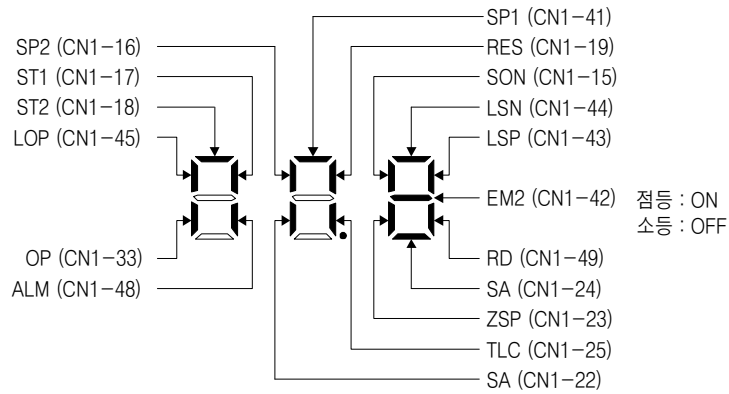 SP1 (CN1-41)
SP2 (CN1-16)
RES (CN1-19)
ST1 (CN1-17)
SON (CN1-15)
ST2 (CN1-18)
LSN (CN1-44)
LOP (CN1-45)
LSP (CN1-43)
EM2 (CN1-42) 점등 : ON
소등 : OFF
OP (CN1-33)
RD (CN1-49)
ALM (CN1-48)
SA (CN1-24)
ZSP (CN1-23)
TLC (CN1-25)
SA (CN1-22)